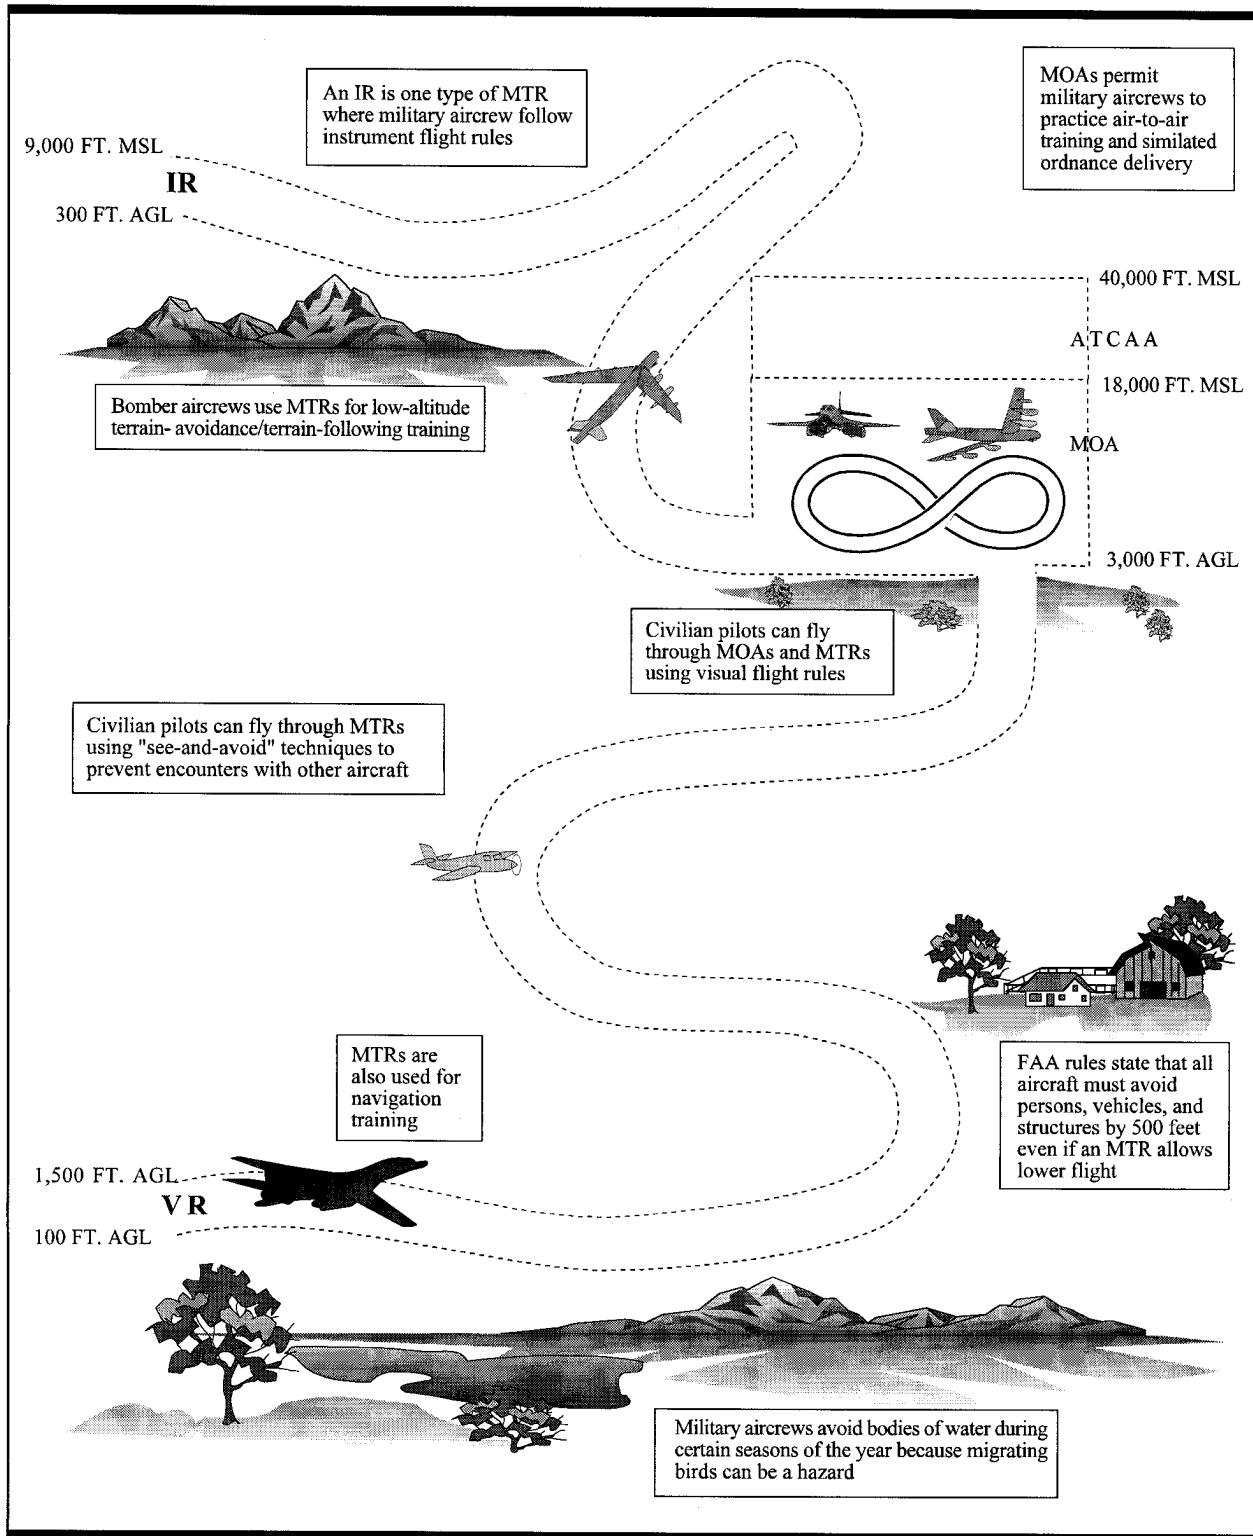 An IR is one type of MTR
where military aircrew follow
instrument flight rules
MOAs permit
military aircrews to
practice air-to-air
training and similated
ordnance delivery
9,000 FT. MSL
IR
300 FT. AGL
40,000 FT. MSL
ATCAA
18,000 FT. MSL
MOA
3,000 FT. AGL
Bomber aircrews use MTRs for low-altitude
terrain- avoidance/terrain-following training
Civilian pilots can fly
through MOAs and MTRs
using visual flight rules
Civilian pilots can fly through MTRs
using "see-and-avoid" techniques to
prevent encounters with other aircraft
MTRs are
also used for
navigation
training
FAA rules state that all
aircraft must avoid
persons, vehicles, and
structures by 500 feet
even if an MTR allows
lower flight
1,500 FT. AGL
VR
100 FT. AGL
Military aircrews avoid bodies of water during
certain seasons of the year because migrating
birds can be a hazard